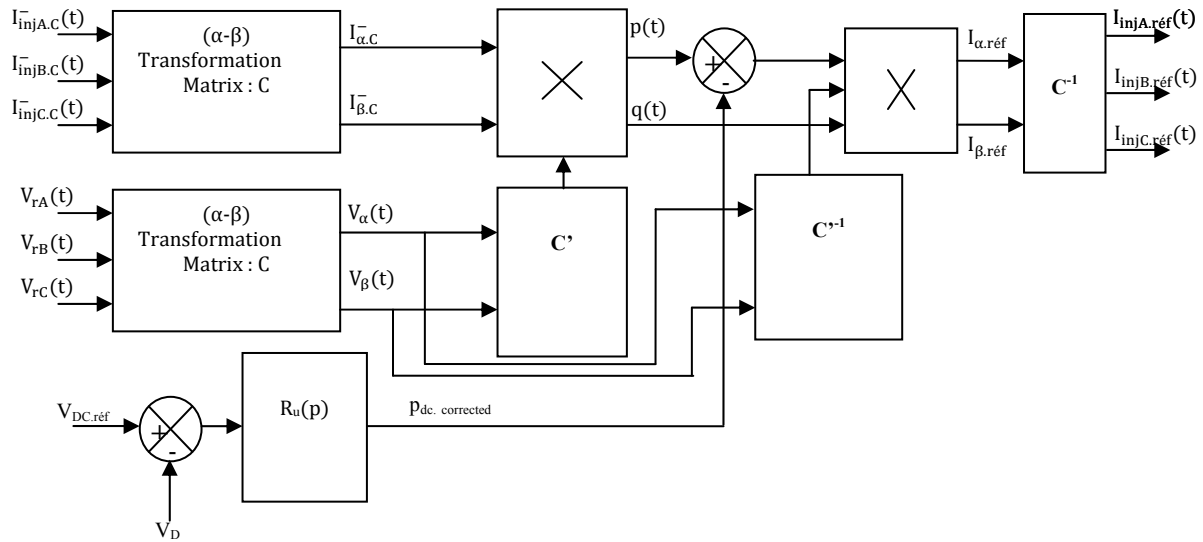 I⁻injA.C(t)
I⁻injB.C(t)
I⁻injC.C(t)
(α-β)
Transformation
Matrix : C
I⁻α.C
I⁻β.C
p(t)
q(t)
+
-
Iα.réf
Iβ.réf
C⁻¹
IinjA.réf(t)
IinjB.réf(t)
IinjC.réf(t)
VrA(t)
VrB(t)
VrC(t)
(α-β)
Transformation
Matrix : C
Vα(t)
Vβ(t)
C’
C’⁻¹
VDC.réf
+
-
VD
Ru(p)
pdc. corrected